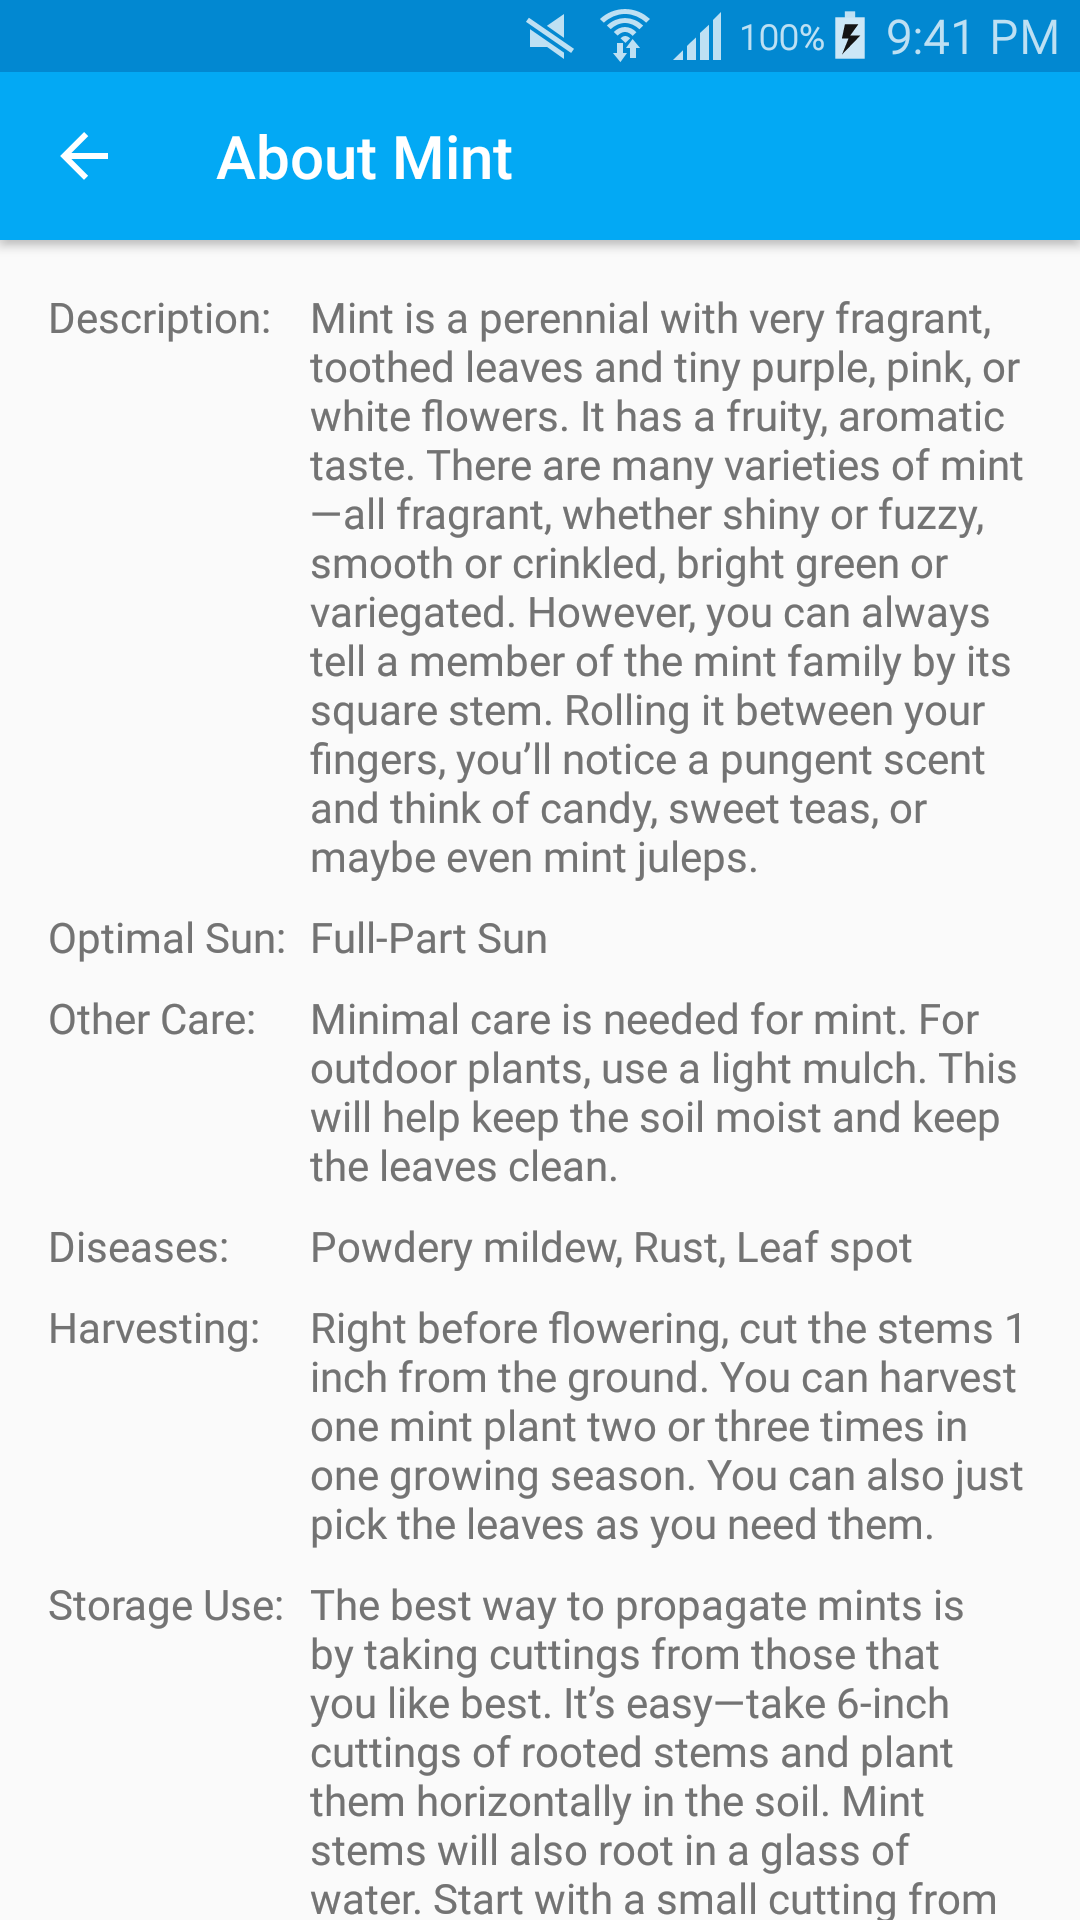 100% 9:41 PM
About Mint
Description: Mint is a perennial with very fragrant,
toothed leaves and tiny purple, pink, or
white flowers. It has a fruity, aromatic
taste. There are many varieties of mint
—all fragrant, whether shiny or fuzzy,
smooth or crinkled, bright green or
variegated. However, you can always
tell a member of the mint family by its
square stem. Rolling it between your
fingers, you’ll notice a pungent scent
and think of candy, sweet teas, or
maybe even mint juleps.
Optimal Sun: Full-Part Sun
Other Care: Minimal care is needed for mint. For
outdoor plants, use a light mulch. This
will help keep the soil moist and keep
the leaves clean.
Diseases: Powdery mildew, Rust, Leaf spot
Harvesting: Right before flowering, cut the stems 1
inch from the ground. You can harvest
one mint plant two or three times in
one growing season. You can also just
pick the leaves as you need them.
Storage Use: The best way to propagate mints is
by taking cuttings from those that
you like best. It’s easy—take 6-inch
cuttings of rooted stems and plant
them horizontally in the soil. Mint
stems will also root in a glass of
water. Start with a small cutting from